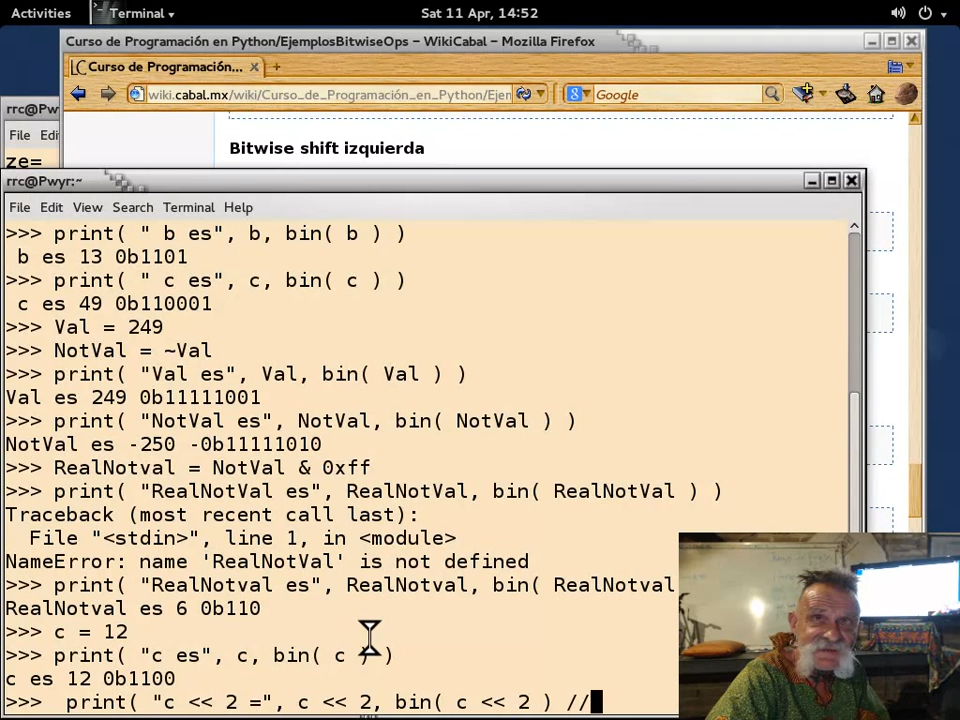 Activities Terminal Sat 11 Apr, 14:52
Curso de Programación en Python/EjemplosBitwiseOps - WikiCabal - Mozilla Firefox
Curso de Programación...
wiki.cabal.mx/wiki/Curso_de_Programación_en_Python/Ejen
Google
rrc@Pw
File Edi
ze=
Bitwise shift izquierda
rrc@Pwyr:~
File Edit View Search Terminal Help
>>> print( " b es", b, bin( b ) )
 b es 13 0b1101
>>> print( " c es", c, bin( c ) )
 c es 49 0b110001
>>> Val = 249
>>> NotVal = ~Val
>>> print( "Val es", Val, bin( Val ) )
Val es 249 0b11111001
>>> print( "NotVal es", NotVal, bin( NotVal ) )
NotVal es -250 -0b11111010
>>> RealNotval = NotVal & 0xff
>>> print( "RealNotVal es", RealNotVal, bin( RealNotVal ) )
Traceback (most recent call last):
  File "<stdin>", line 1, in <module>
NameError: name 'RealNotVal' is not defined
>>> print( "RealNotval es", RealNotval, bin( RealNotval
RealNotval es 6 0b110
>>> c = 12
>>> print( "c es", c, bin( c ) )
c es 12 0b1100
>>>  print( "c << 2 =", c << 2, bin( c << 2 ) //